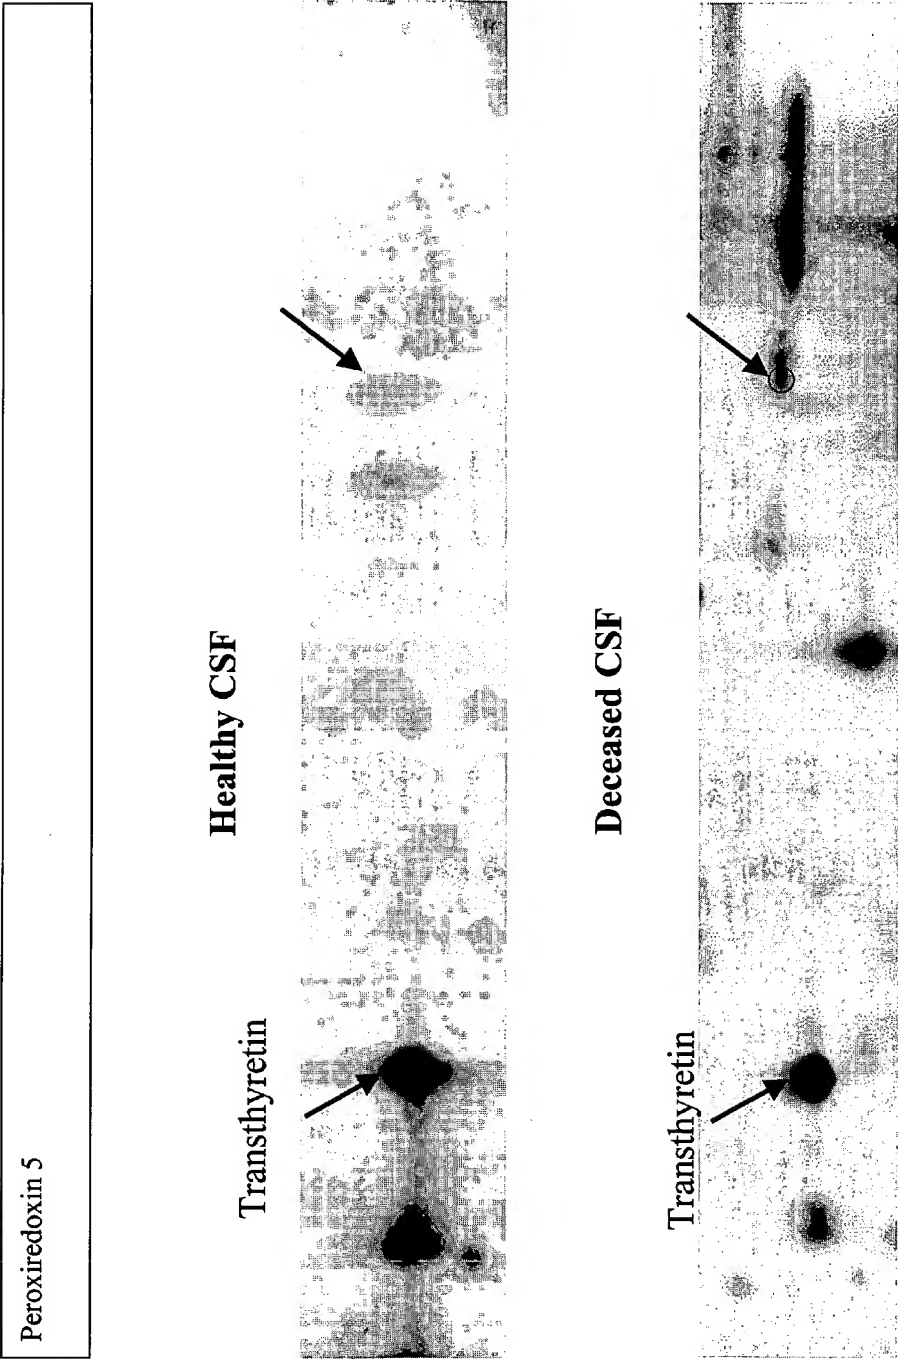 Peroxiredoxin 5
Healthy CSF
Transthyretin
Deceased CSF
Transthyretin